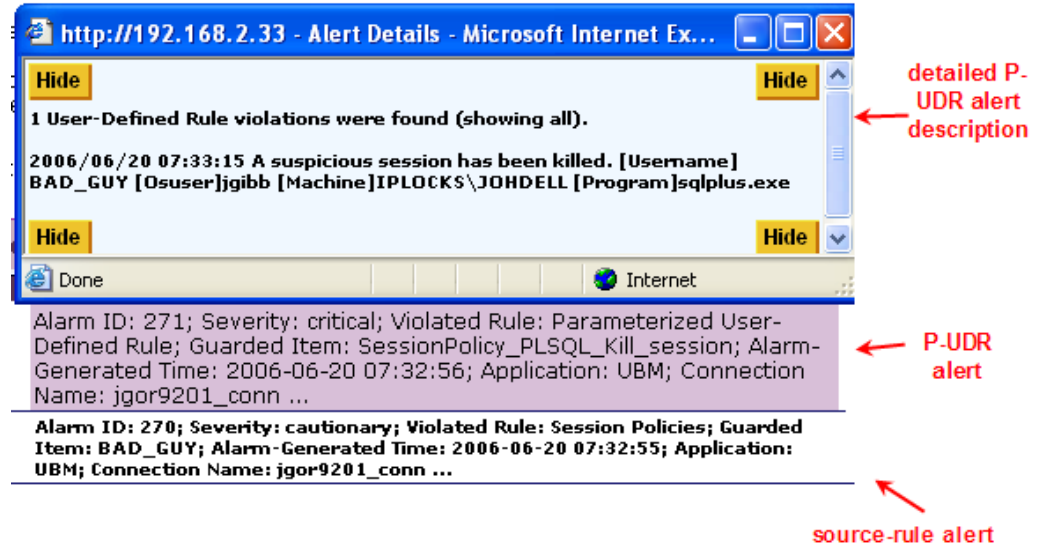 http://192.168.2.33 - Alert Details - Microsoft Internet Ex...
Hide Hide
1 User-Defined Rule violations were found (showing all).
2006/06/20 07:33:15 A suspicious session has been killed. [Username]
BAD_GUY [Osuser]jgibb [Machine]IPLOCKS\JOHDELL [Program]sqlplus.exe
Hide Hide
Done Internet
detailed P-
UDR alert
description
Alarm ID: 271; Severity: critical; Violated Rule: Parameterized User-
Defined Rule; Guarded Item: SessionPolicy_PLSQL_Kill_session; Alarm-
Generated Time: 2006-06-20 07:32:56; Application: UBM; Connection
Name: jgor9201_conn ...
P-UDR
alert
Alarm ID: 270; Severity: cautionary; Violated Rule: Session Policies; Guarded
Item: BAD_GUY; Alarm-Generated Time: 2006-06-20 07:32:55; Application:
UBM; Connection Name: jgor9201_conn ...
source-rule alert